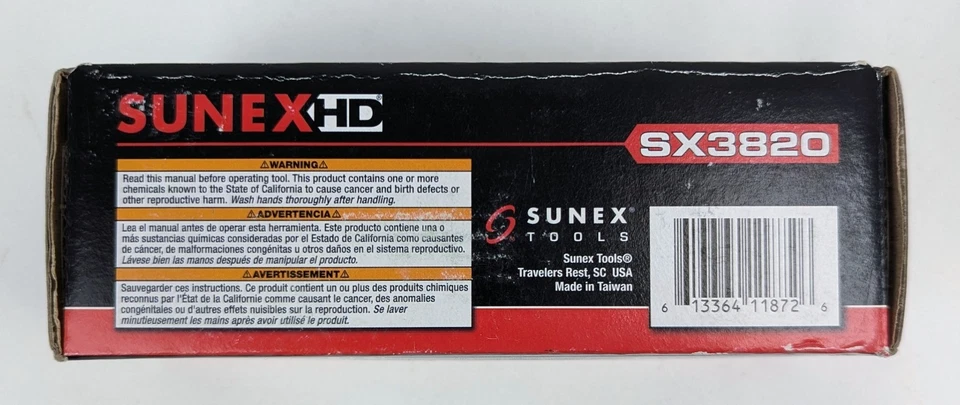 SUNEX HD®
SX3820
⚠WARNING⚠
Read this manual before operating tool. This product contains one or more
chemicals known to the State of California to cause cancer and birth defects or
other reproductive harm. Wash hands thoroughly after handling.
⚠ADVERTENCIA⚠
Lea el manual antes de operar esta herramienta. Este producto contiene una o
más sustancias quimicas consideradas por el Estado de California como causantes
de cáncer, de malformaciones congénitas u otros daños en el sistema reproductivo.
Lávese bien las manos después de manipular el producto.
⚠AVERTISSEMENT⚠
Sauvegarder ces instructions. Ce produit contient un ou plus des produits chimiques
reconnus par l'État de la Californie comme causant le cancer, des anomalies
congénitales ou d'autres effets nuisibles sur la reproduction. Se laver
minutieusement les mains après avoir utilisé le produit.
SUNEX®
TOOLS
Sunex Tools®
Travelers Rest, SC USA
Made in Taiwan
6 13364 11872 6